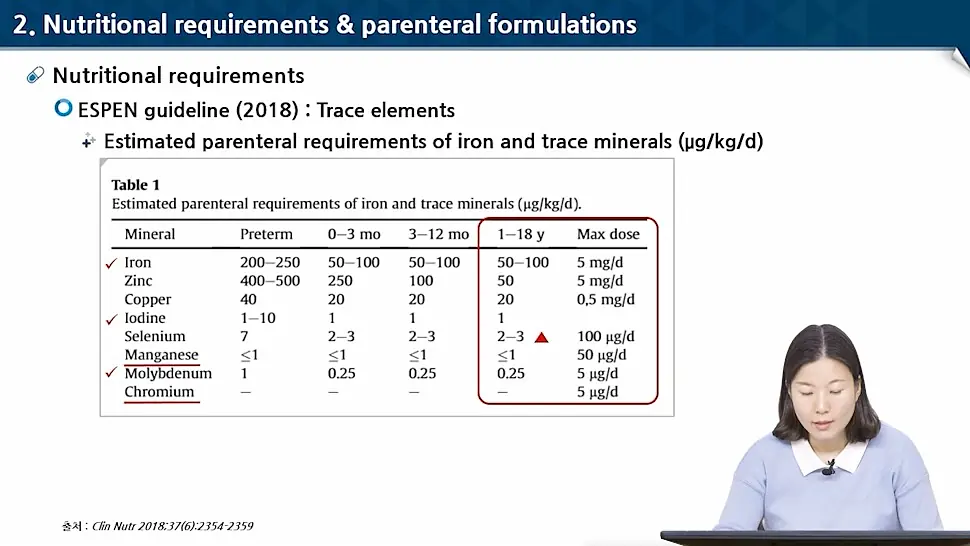 2. Nutritional requirements & parenteral formulations
Nutritional requirements
ESPEN guideline (2018) : Trace elements
Estimated parenteral requirements of iron and trace minerals (μg/kg/d)
Table 1
Estimated parenteral requirements of iron and trace minerals (μg/kg/d).
Mineral Preterm 0–3 mo 3–12 mo 1–18 y Max dose
Iron 200–250 50–100 50–100 50–100 5 mg/d
Zinc 400–500 250 100 50 5 mg/d
Copper 40 20 20 20 0,5 mg/d
Iodine 1–10 1 1 1
Selenium 7 2–3 2–3 2–3 100 μg/d
Manganese ≤1 ≤1 ≤1 ≤1 50 μg/d
Molybdenum 1 0.25 0.25 0.25 5 μg/d
Chromium – – – – 5 μg/d
출처 : Clin Nutr 2018;37(6):2354-2359